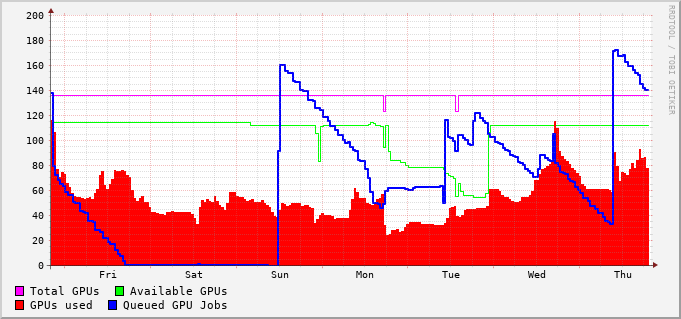 200
180
160
140
120
100
80
60
40
20
0
Fri Sat Sun Mon Tue Wed Thu
Total GPUs Available GPUs
GPUs used Queued GPU Jobs
RRDTOOL / TOBI OETIKER